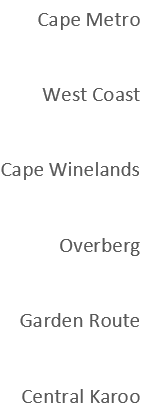 Cape Metro
West Coast
Cape Winelands
Overberg
Garden Route
Central Karoo